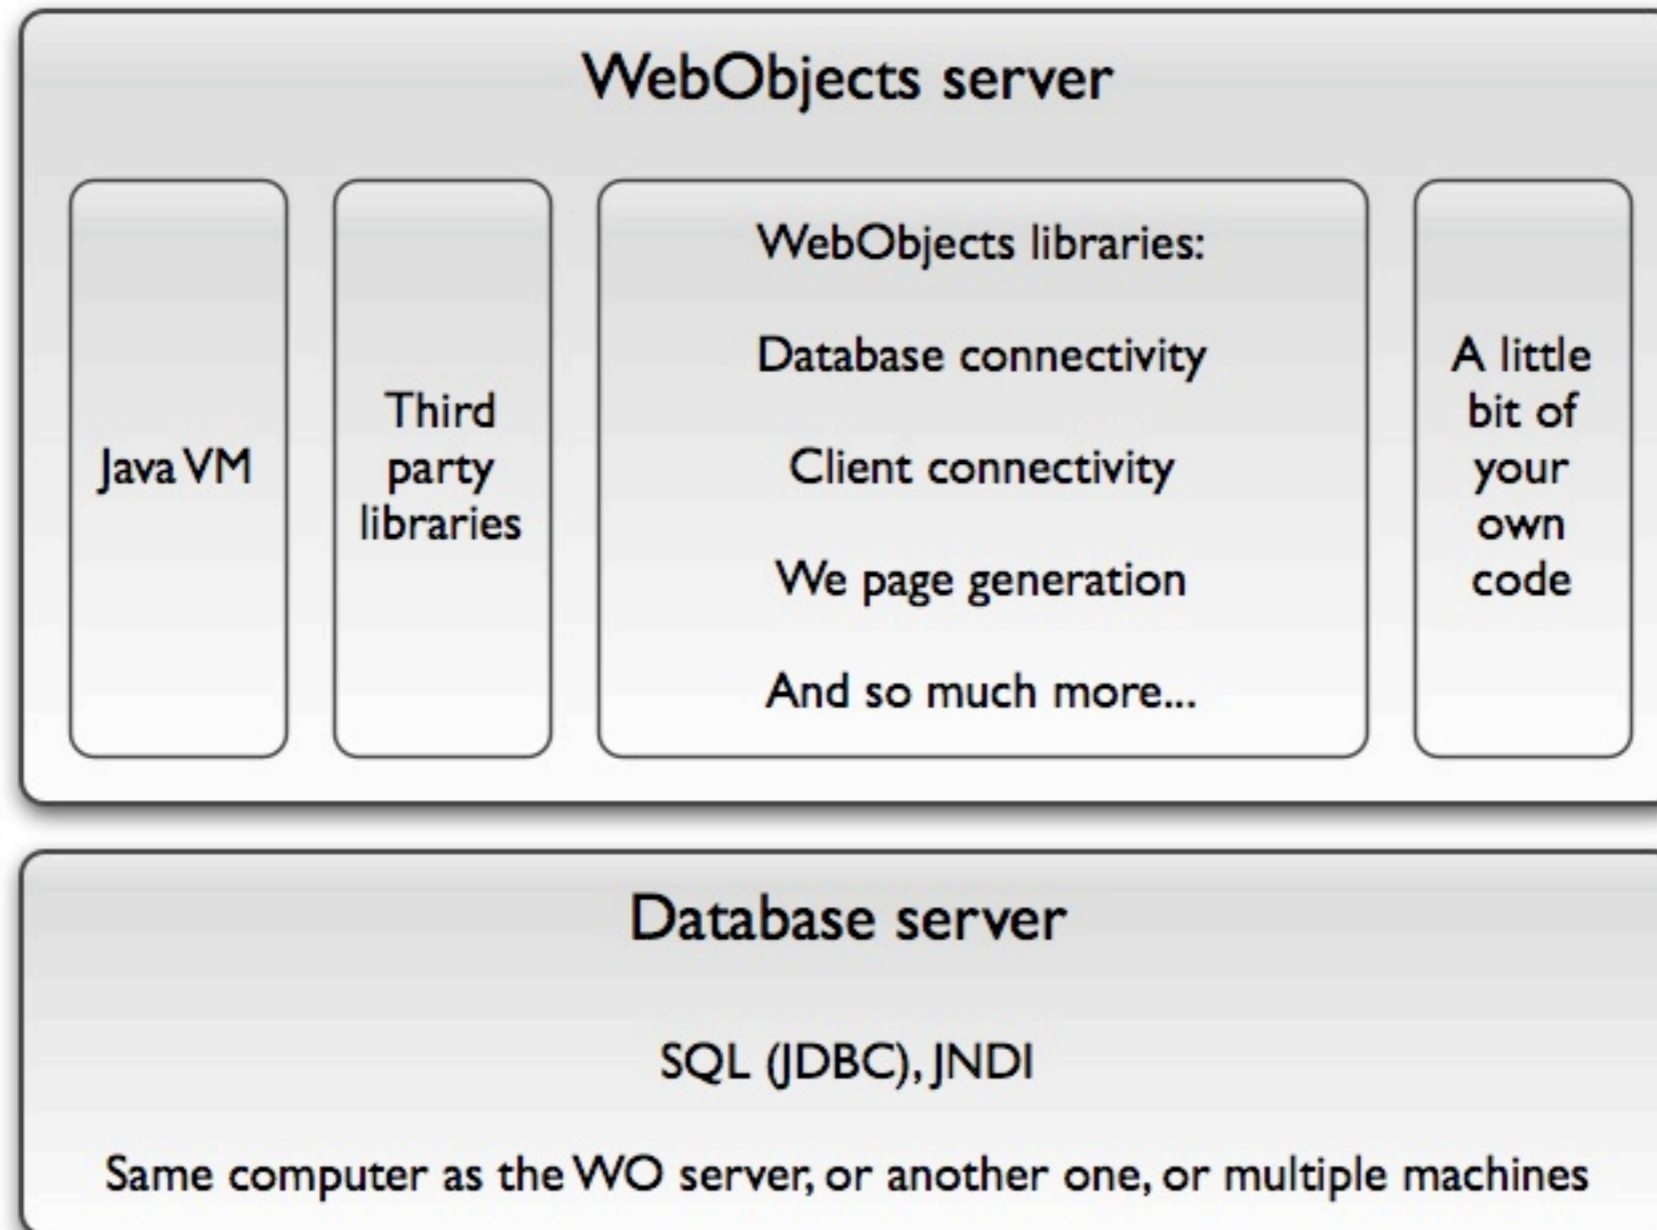 WebObjects server
Java VM
Third
party
libraries
WebObjects libraries:
Database connectivity
Client connectivity
We page generation
And so much more...
A little
bit of
your
own
code
Database server
SQL (JDBC), JNDI
Same computer as the WO server, or another one, or multiple machines